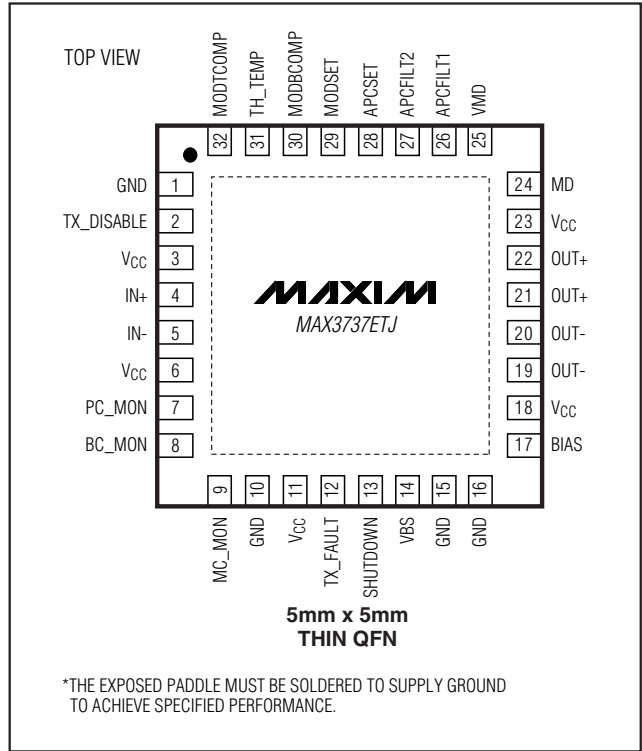 TOP VIEW
MODTCOMP
TH_TEMP
MODBCOMP
MODSET
APCSET
APCFILT2
APCFILT1
VMD
32
31
30
29
28
27
26
25
GND 1
TX_DISABLE 2
VCC 3
IN+ 4
IN- 5
VCC 6
PC_MON 7
BC_MON 8
24 MD
23 VCC
22 OUT+
21 OUT+
20 OUT-
19 OUT-
18 VCC
17 BIAS
MAXIM
MAX3737ETJ
9
10
11
12
13
14
15
16
MC_MON
GND
VCC
TX_FAULT
SHUTDOWN
VBS
GND
GND
5mm x 5mm
THIN QFN
*THE EXPOSED PADDLE MUST BE SOLDERED TO SUPPLY GROUND
TO ACHIEVE SPECIFIED PERFORMANCE.